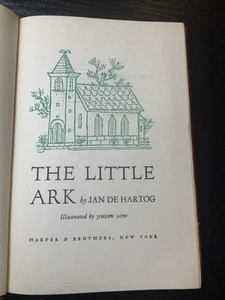 THE LITTLE
ARK by JAN DE HARTOG
Illustrated by JOSEPH LOW
HARPER & BROTHERS, NEW YORK